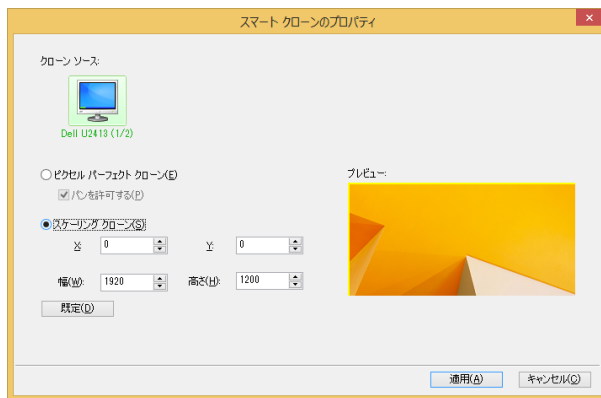 スマート クローンのプロパティ
クローン ソース:
Dell U2413 (1/2)
ピクセル パーフェクト クローン(E)
パンを許可する(P)
プレビュー:
スケーリング クローン(S)
X: 0 Y: 0
幅(W): 1920 高さ(H): 1200
既定(D)
適用(A) キャンセル(C)